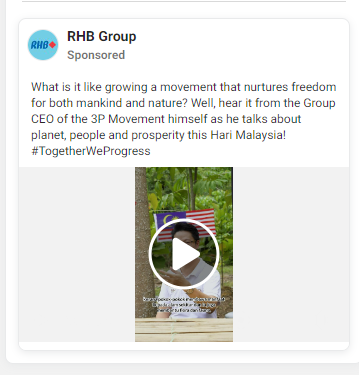 RHB
RHB Group
Sponsored
What is it like growing a movement that nurtures freedom
for both mankind and nature? Well, hear it from the Group
CEO of the 3P Movement himself as he talks about
planet, people and prosperity this Hari Malaysia!
#TogetherWeProgress